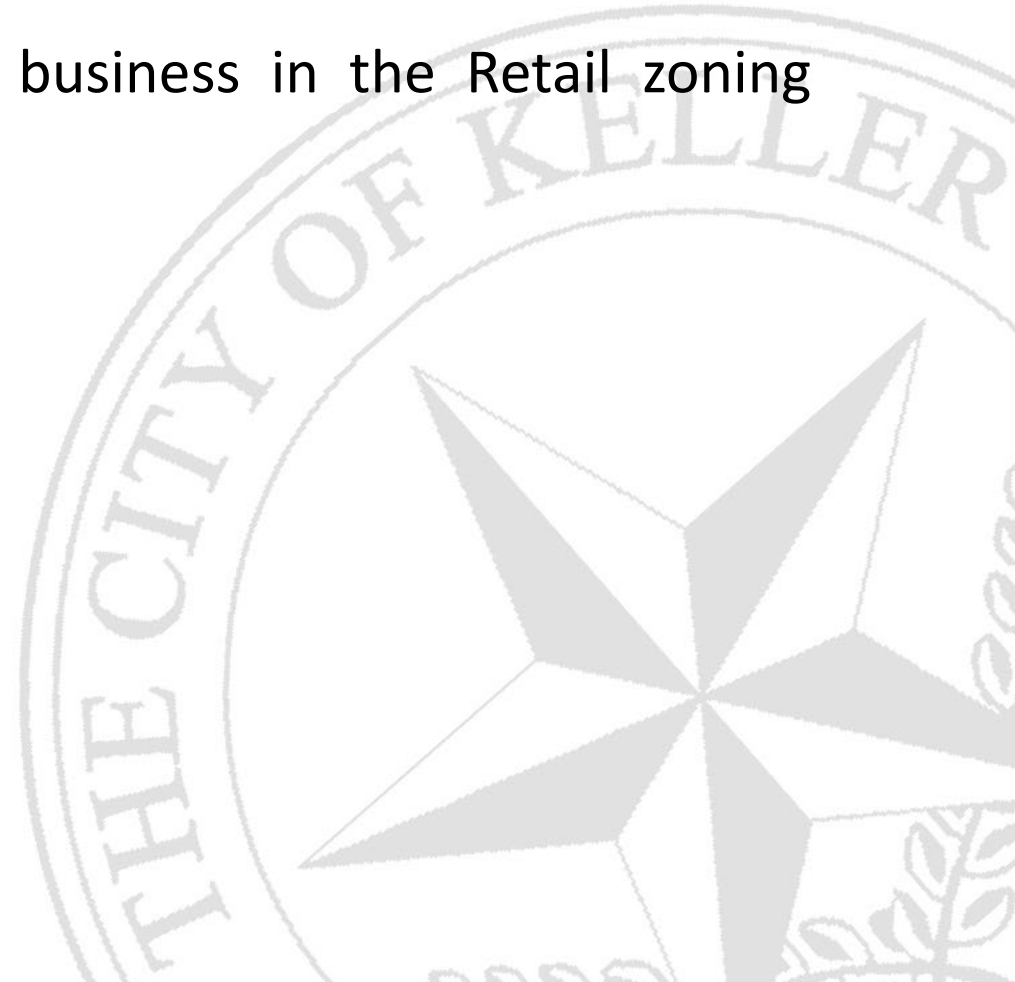 business in the Retail zoning
THE CITY OF KELLER